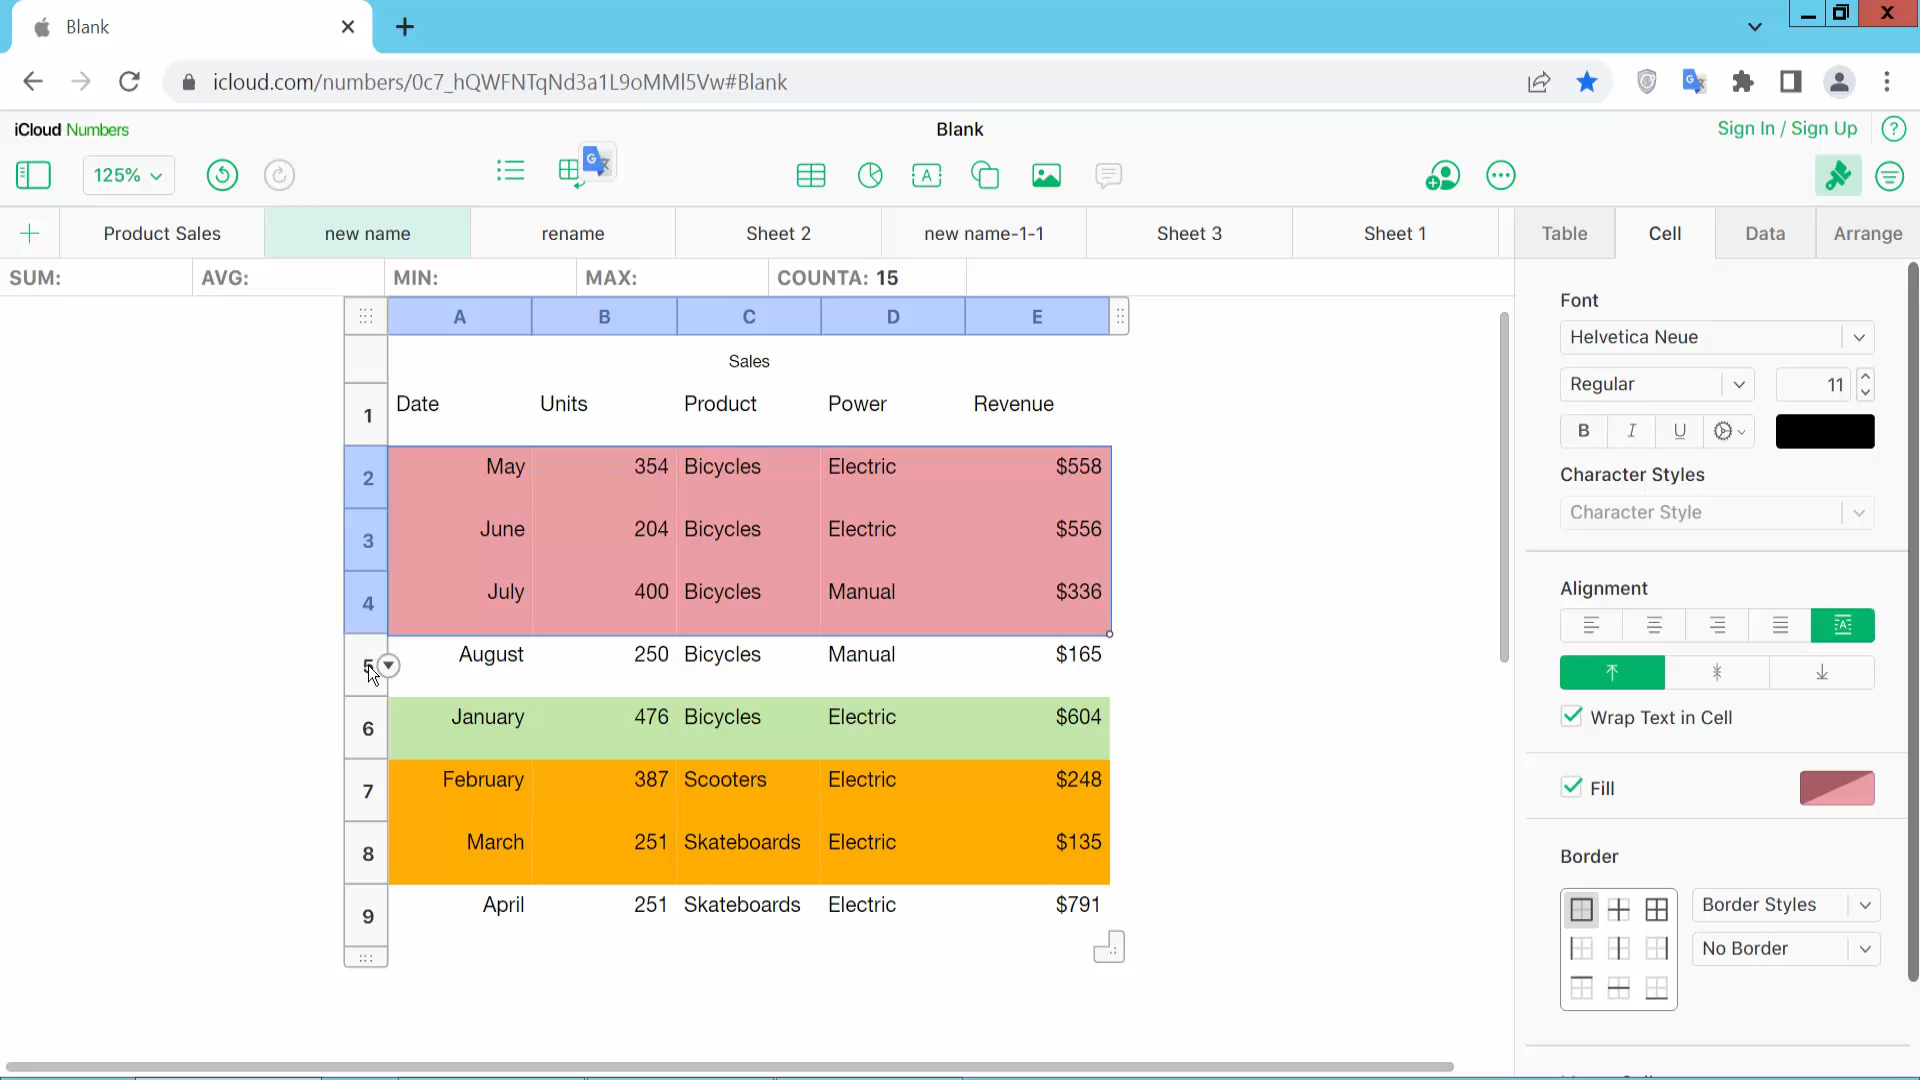 Blank
icloud.com/numbers/0c7_hQWFNTqNd3a1L9oMMl5Vw#Blank
iCloud Numbers
Blank
Sign In / Sign Up
125%
Product Sales
new name
rename
Sheet 2
new name-1-1
Sheet 3
Sheet 1
Table
Cell
Data
Arrange
SUM:
AVG:
MIN:
MAX:
COUNTA: 15
A B C D E
Sales
1 Date Units Product Power Revenue
2 May 354 Bicycles Electric $558
3 June 204 Bicycles Electric $556
4 July 400 Bicycles Manual $336
5 August 250 Bicycles Manual $165
6 January 476 Bicycles Electric $604
7 February 387 Scooters Electric $248
8 March 251 Skateboards Electric $135
9 April 251 Skateboards Electric $791
Font
Helvetica Neue
Regular
11
B I U
Character Styles
Character Style
Alignment
Wrap Text in Cell
Fill
Border
Border Styles
No Border